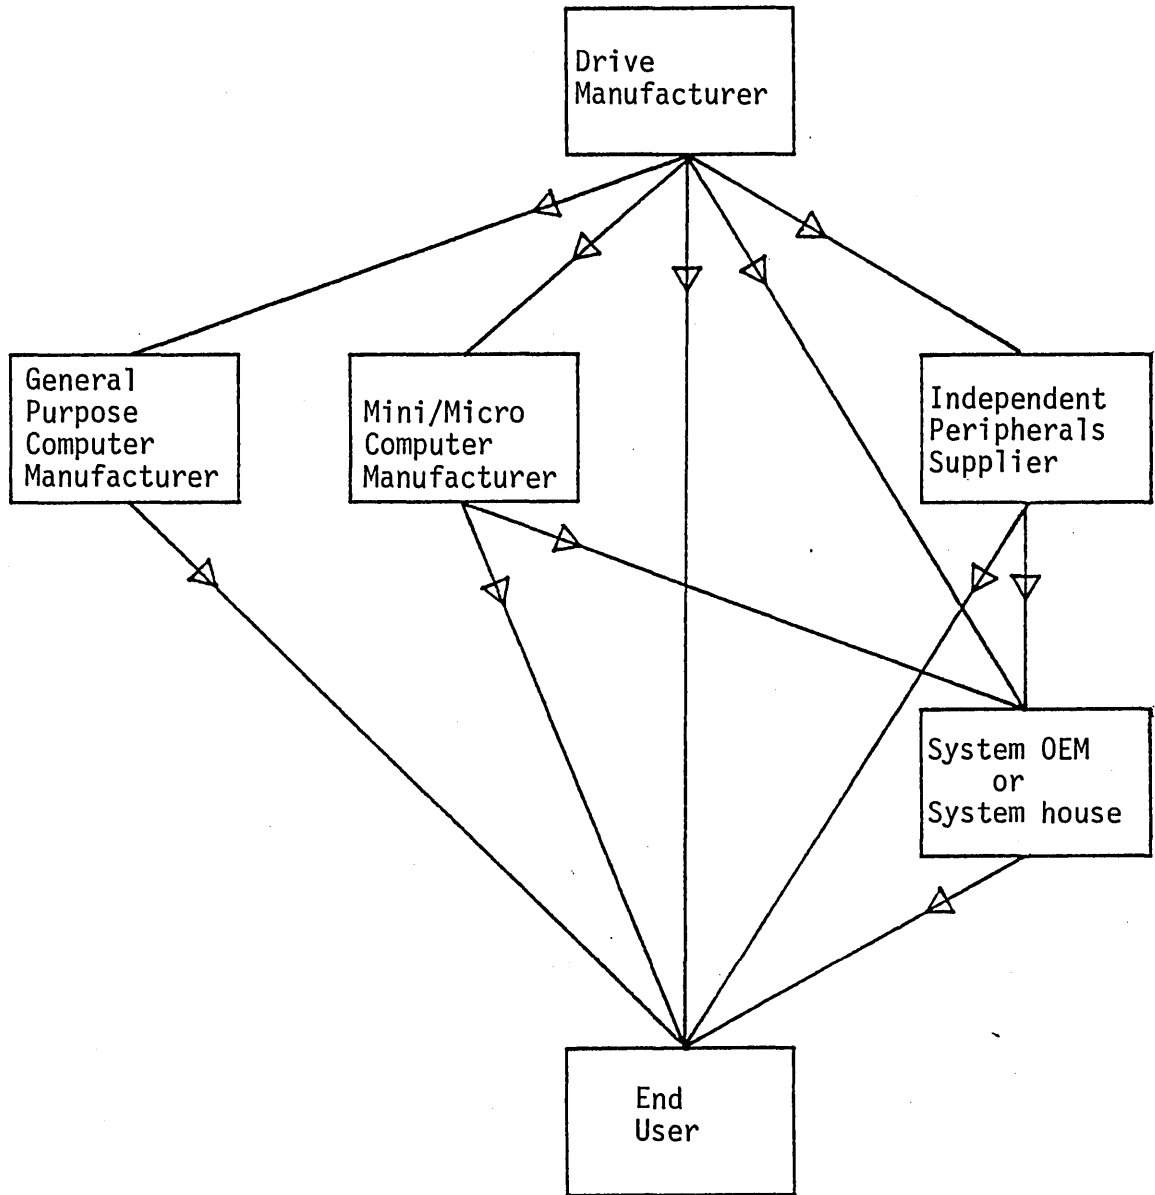 Drive
Manufacturer
General
Purpose
Computer
Manufacturer
Mini/Micro
Computer
Manufacturer
Independent
Peripherals
Supplier
System OEM
or
System house
End
User